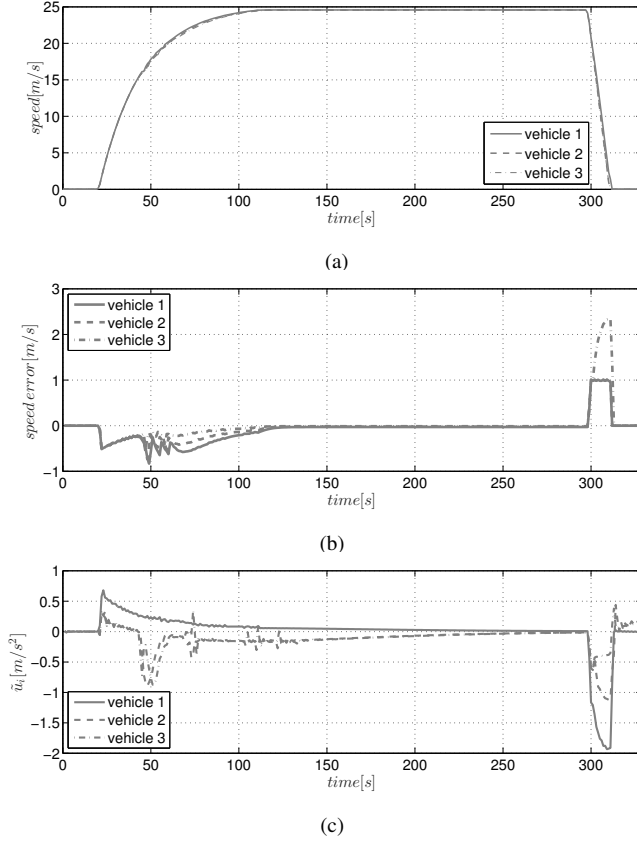 25
20
15
10
5
0
speed[m/s]
vehicle 1
vehicle 2
vehicle 3
0 50 100 150 200 250 300
time[s]
(a)
3
2
1
0
−1
speed error[m/s]
vehicle 1
vehicle 2
vehicle 3
0 50 100 150 200 250 300
time[s]
(b)
1
0.5
0
−0.5
−1
−1.5
−2
ũᵢ[m/s²]
vehicle 1
vehicle 2
vehicle 3
0 50 100 150 200 250 300
time[s]
(c)